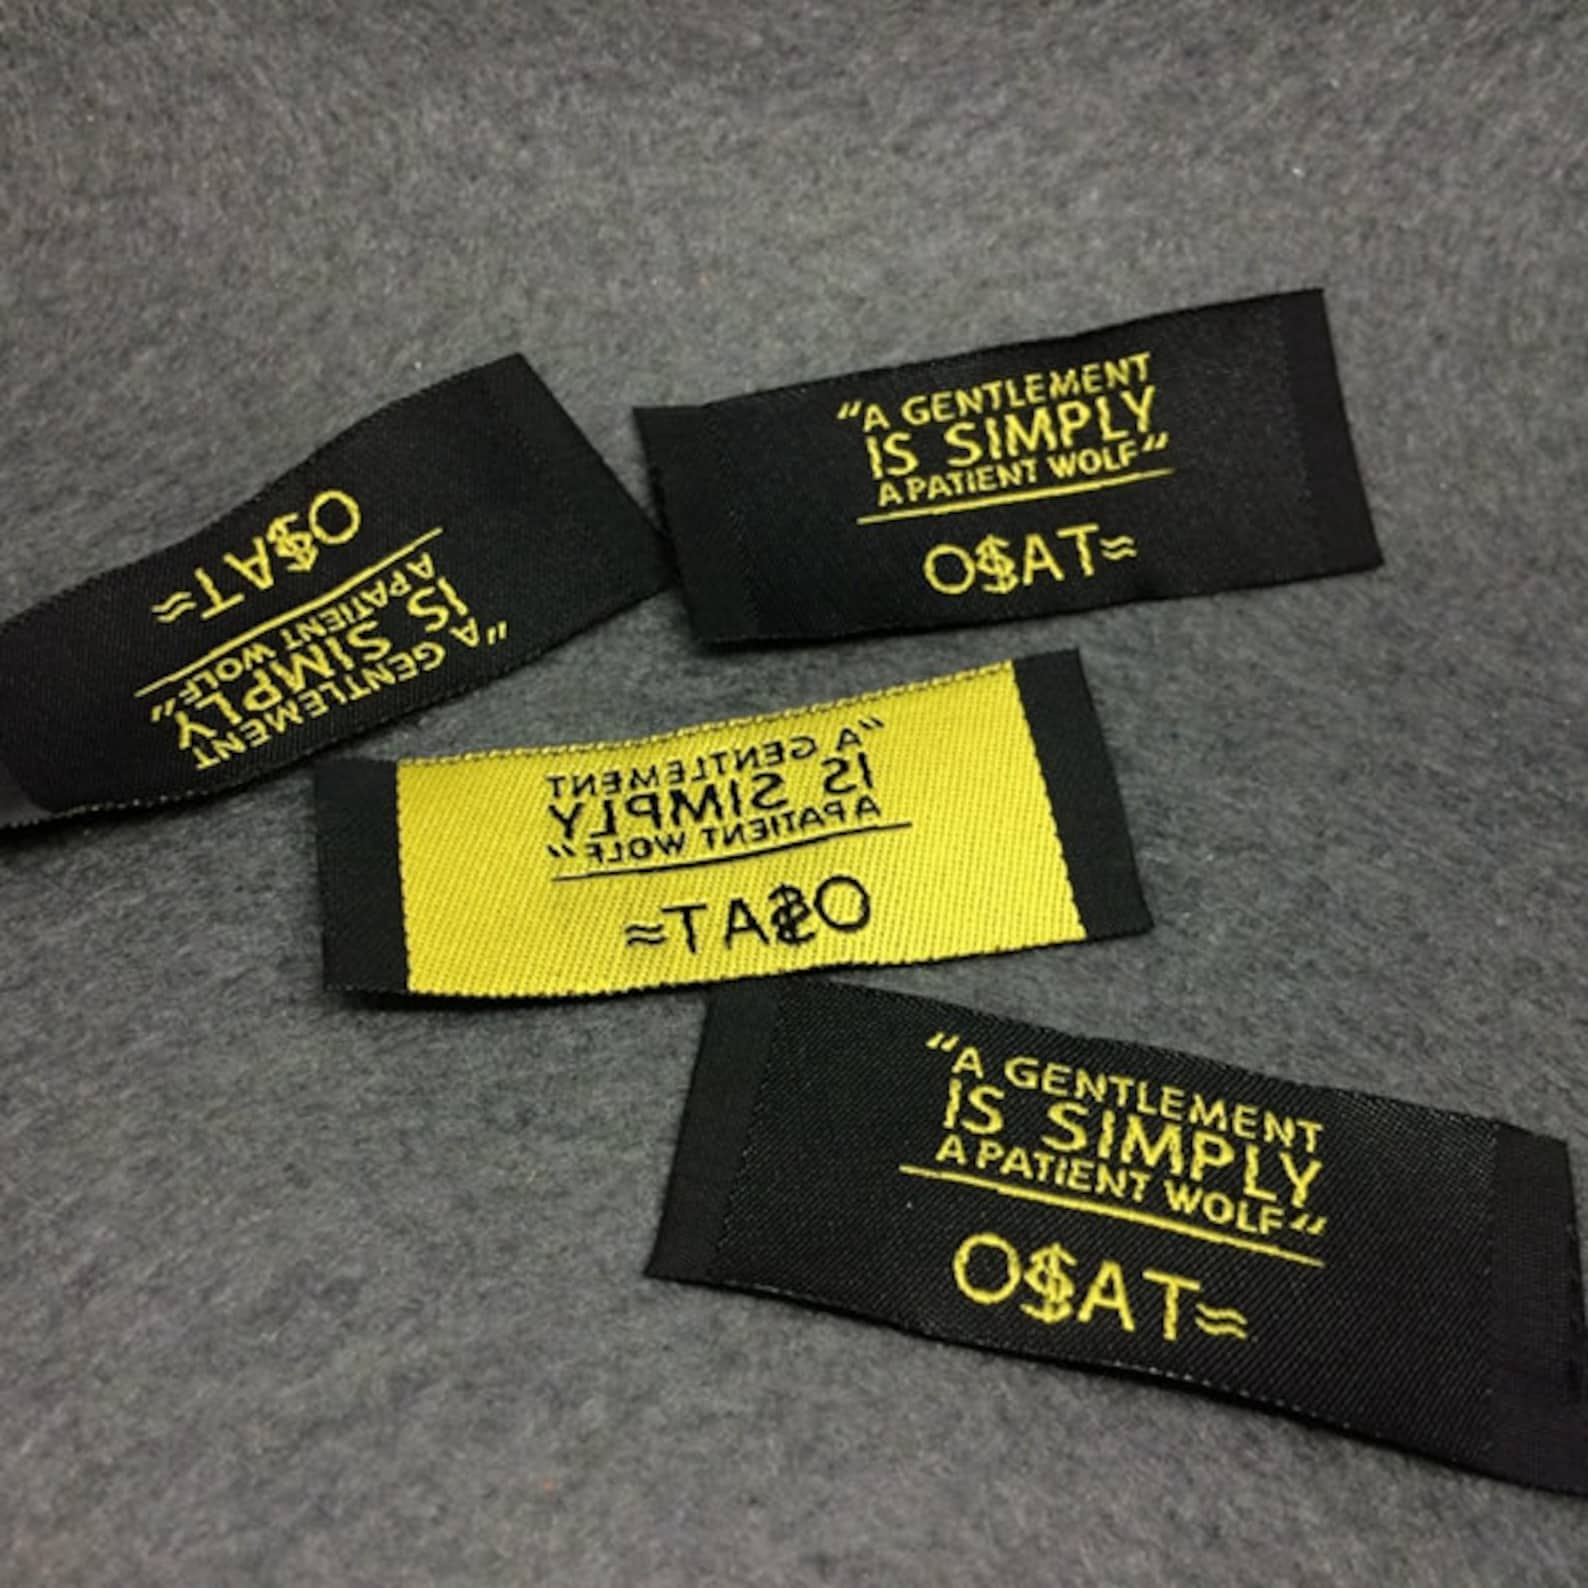 "A GENTLEMENT
IS SIMPLY
A PATIENT WOLF"
O$AT≈
"A GENTLEMENT
IS SIMPLY
A PATIENT WOLF"
O$AT≈
"A GENTLEMENT
IS SIMPLY
A PATIENT WOLF"
O$AT≈
"A GENTLEMENT
IS SIMPLY
A PATIENT WOLF"
O$AT≈